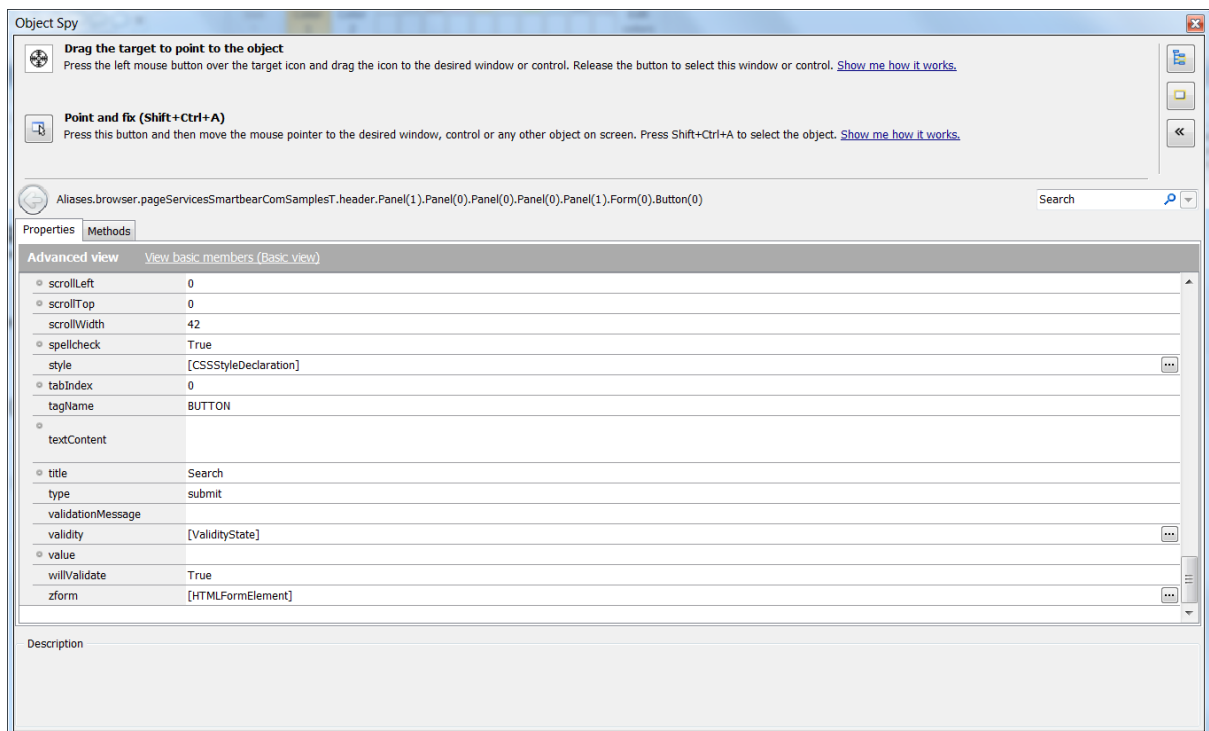 Object Spy
Drag the target to point to the object
Press the left mouse button over the target icon and drag the icon to the desired window or control. Release the button to select this window or control. Show me how it works.
Point and fix (Shift+Ctrl+A)
Press this button and then move the mouse pointer to the desired window, control or any other object on screen. Press Shift+Ctrl+A to select the object. Show me how it works.
Aliases.browser.pageServicesSmartbearComSamplesT.header.Panel(1).Panel(0).Panel(0).Panel(0).Panel(1).Form(0).Button(0) Search
Properties Methods
Advanced view View basic members (Basic view)
scrollLeft 0
scrollTop 0
scrollWidth 42
spellcheck True
style [CSSStyleDeclaration] ...
tabIndex 0
tagName BUTTON
textContent
title Search
type submit
validationMessage
validity [ValidityState] ...
value
willValidate True
zform [HTMLFormElement] ...
Description